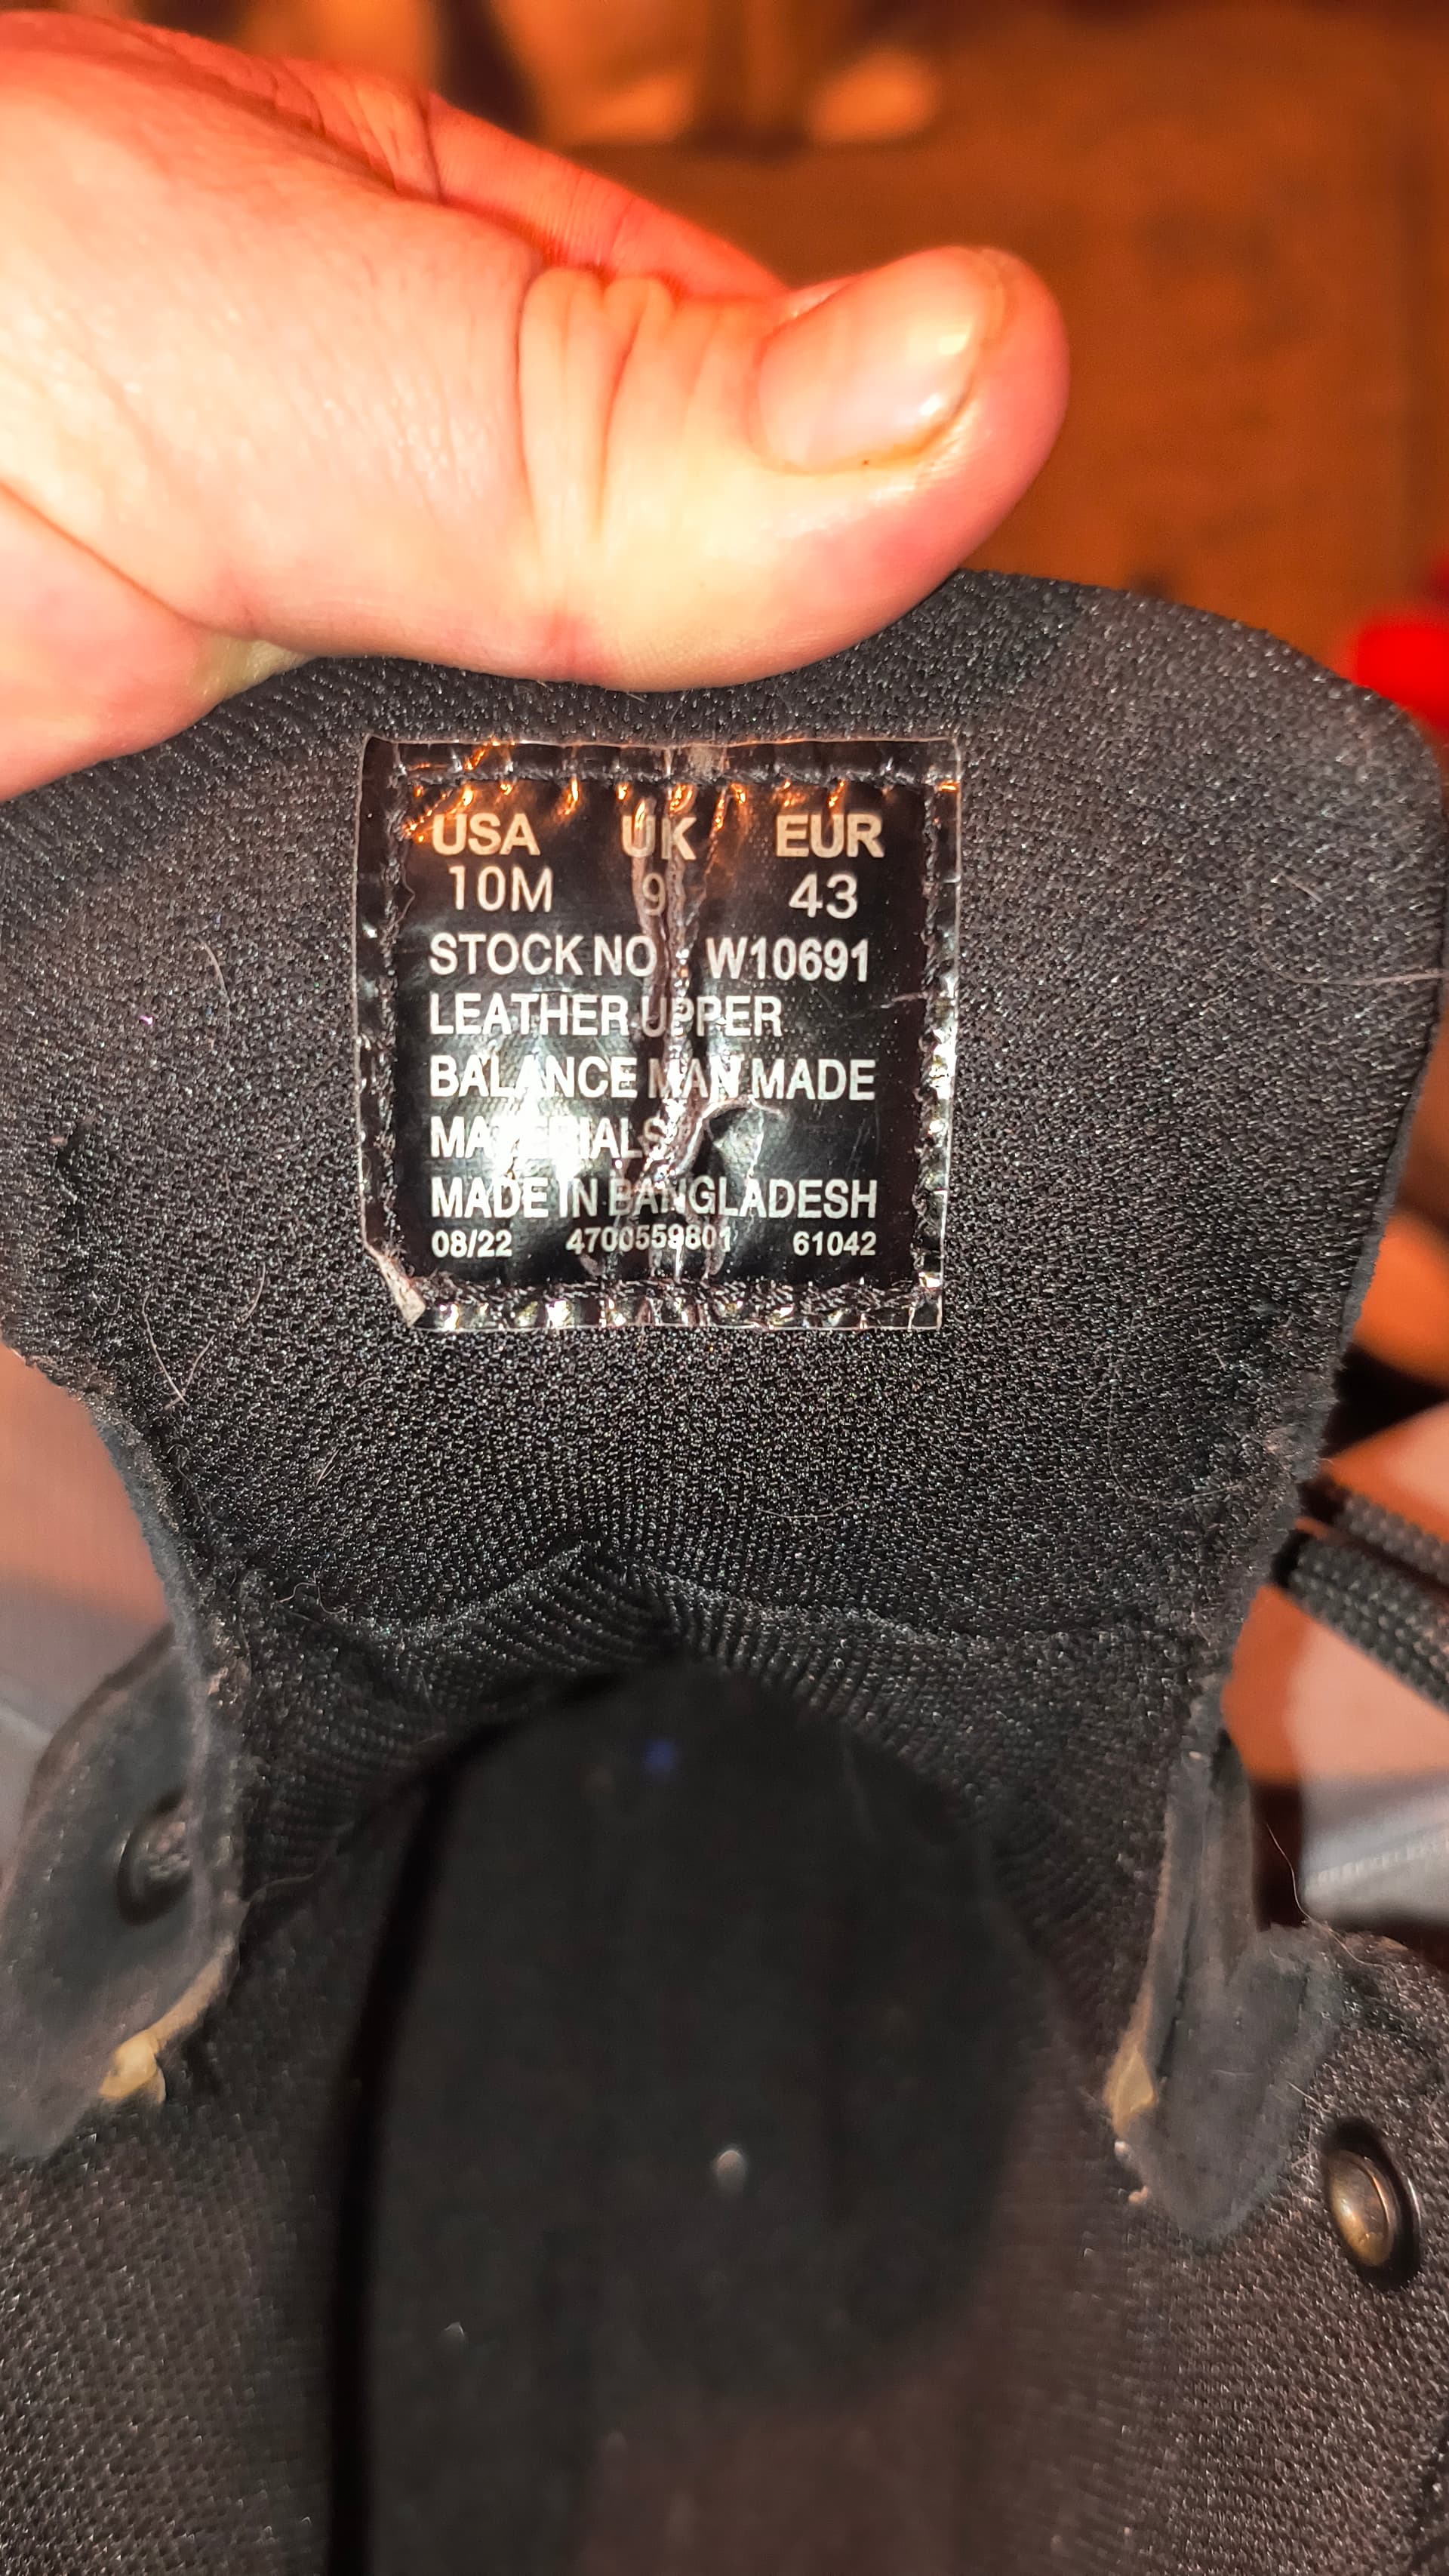 USA UK EUR
10M 9 43
STOCK NO: W10691
LEATHER UPPER
BALANCE MAN MADE
MATERIALS
MADE IN BANGLADESH
08/22 4700559801 61042